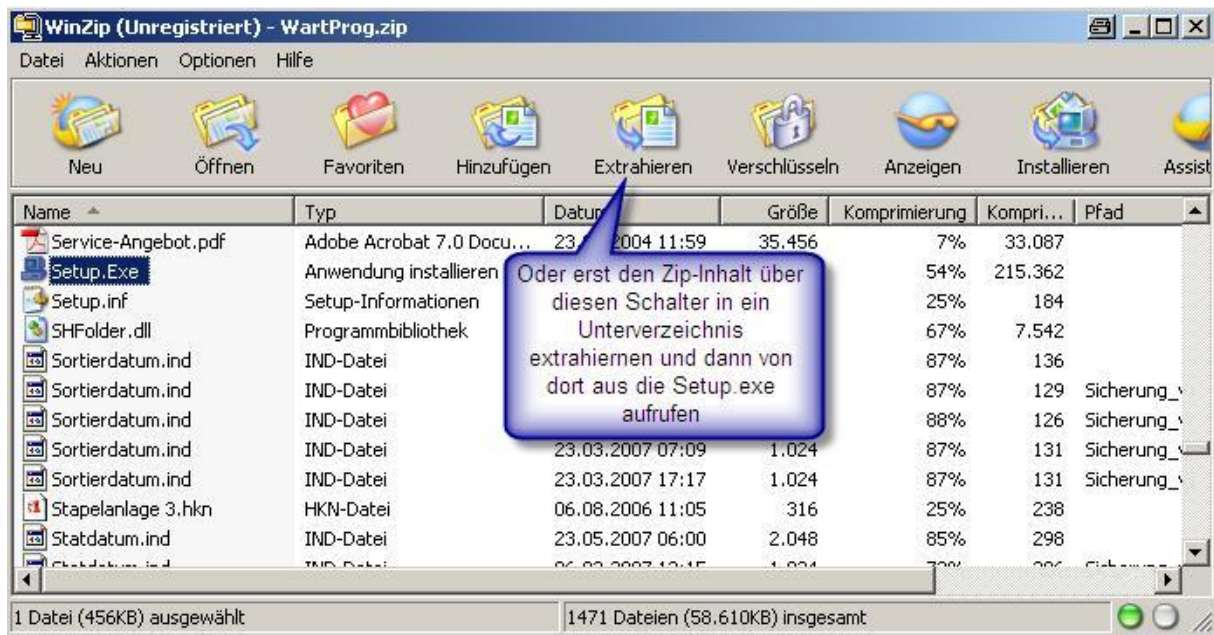 WinZip (Unregistriert) - WartProg.zip
Datei Aktionen Optionen Hilfe
Neu Öffnen Favoriten Hinzufügen Extrahieren Verschlüsseln Anzeigen Installieren Assist
Name Typ Datum Größe Komprimierung Kompri... Pfad
Service-Angebot.pdf Adobe Acrobat 7.0 Docu... 2004 11:59 35.456 7% 33.087
Setup.Exe Anwendung installieren 54% 215.362
Setup.inf Setup-Informationen 25% 184
SHFolder.dll Programmbibliothek 67% 7.542
Sortierdatum.ind IND-Datei 87% 136
Sortierdatum.ind IND-Datei 87% 129 Sicherung_
Sortierdatum.ind IND-Datei 88% 126 Sicherung_
Sortierdatum.ind IND-Datei 23.03.2007 07:09 1.024 87% 131 Sicherung_
Sortierdatum.ind IND-Datei 23.03.2007 17:17 1.024 87% 131 Sicherung_
Stapelanlage 3.hkn HKN-Datei 06.08.2006 11:05 316 25% 238
Statdatum.ind IND-Datei 23.05.2007 06:00 2.048 85% 298
Oder erst den Zip-Inhalt über
diesen Schalter in ein
Unterverzeichnis
extrahiernen und dann von
dort aus die Setup.exe
aufrufen
1 Datei (456KB) ausgewählt 1471 Dateien (58.610KB) insgesamt